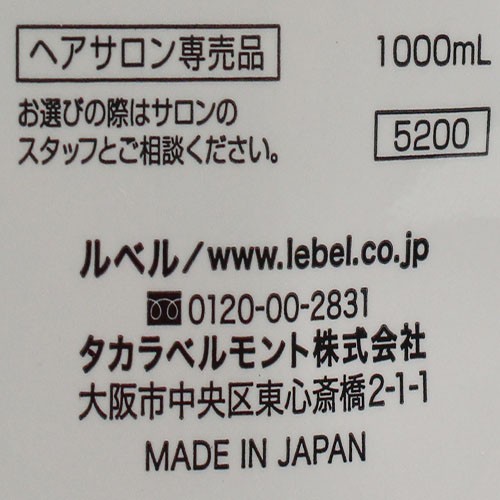 ヘアサロン専売品 1000mL
お選びの際はサロンの
スタッフとご相談ください。 5200
ルベル/www.lebel.co.jp
0120-00-2831
タカラベルモント株式会社
大阪市中央区東心斎橋2-1-1
MADE IN JAPAN